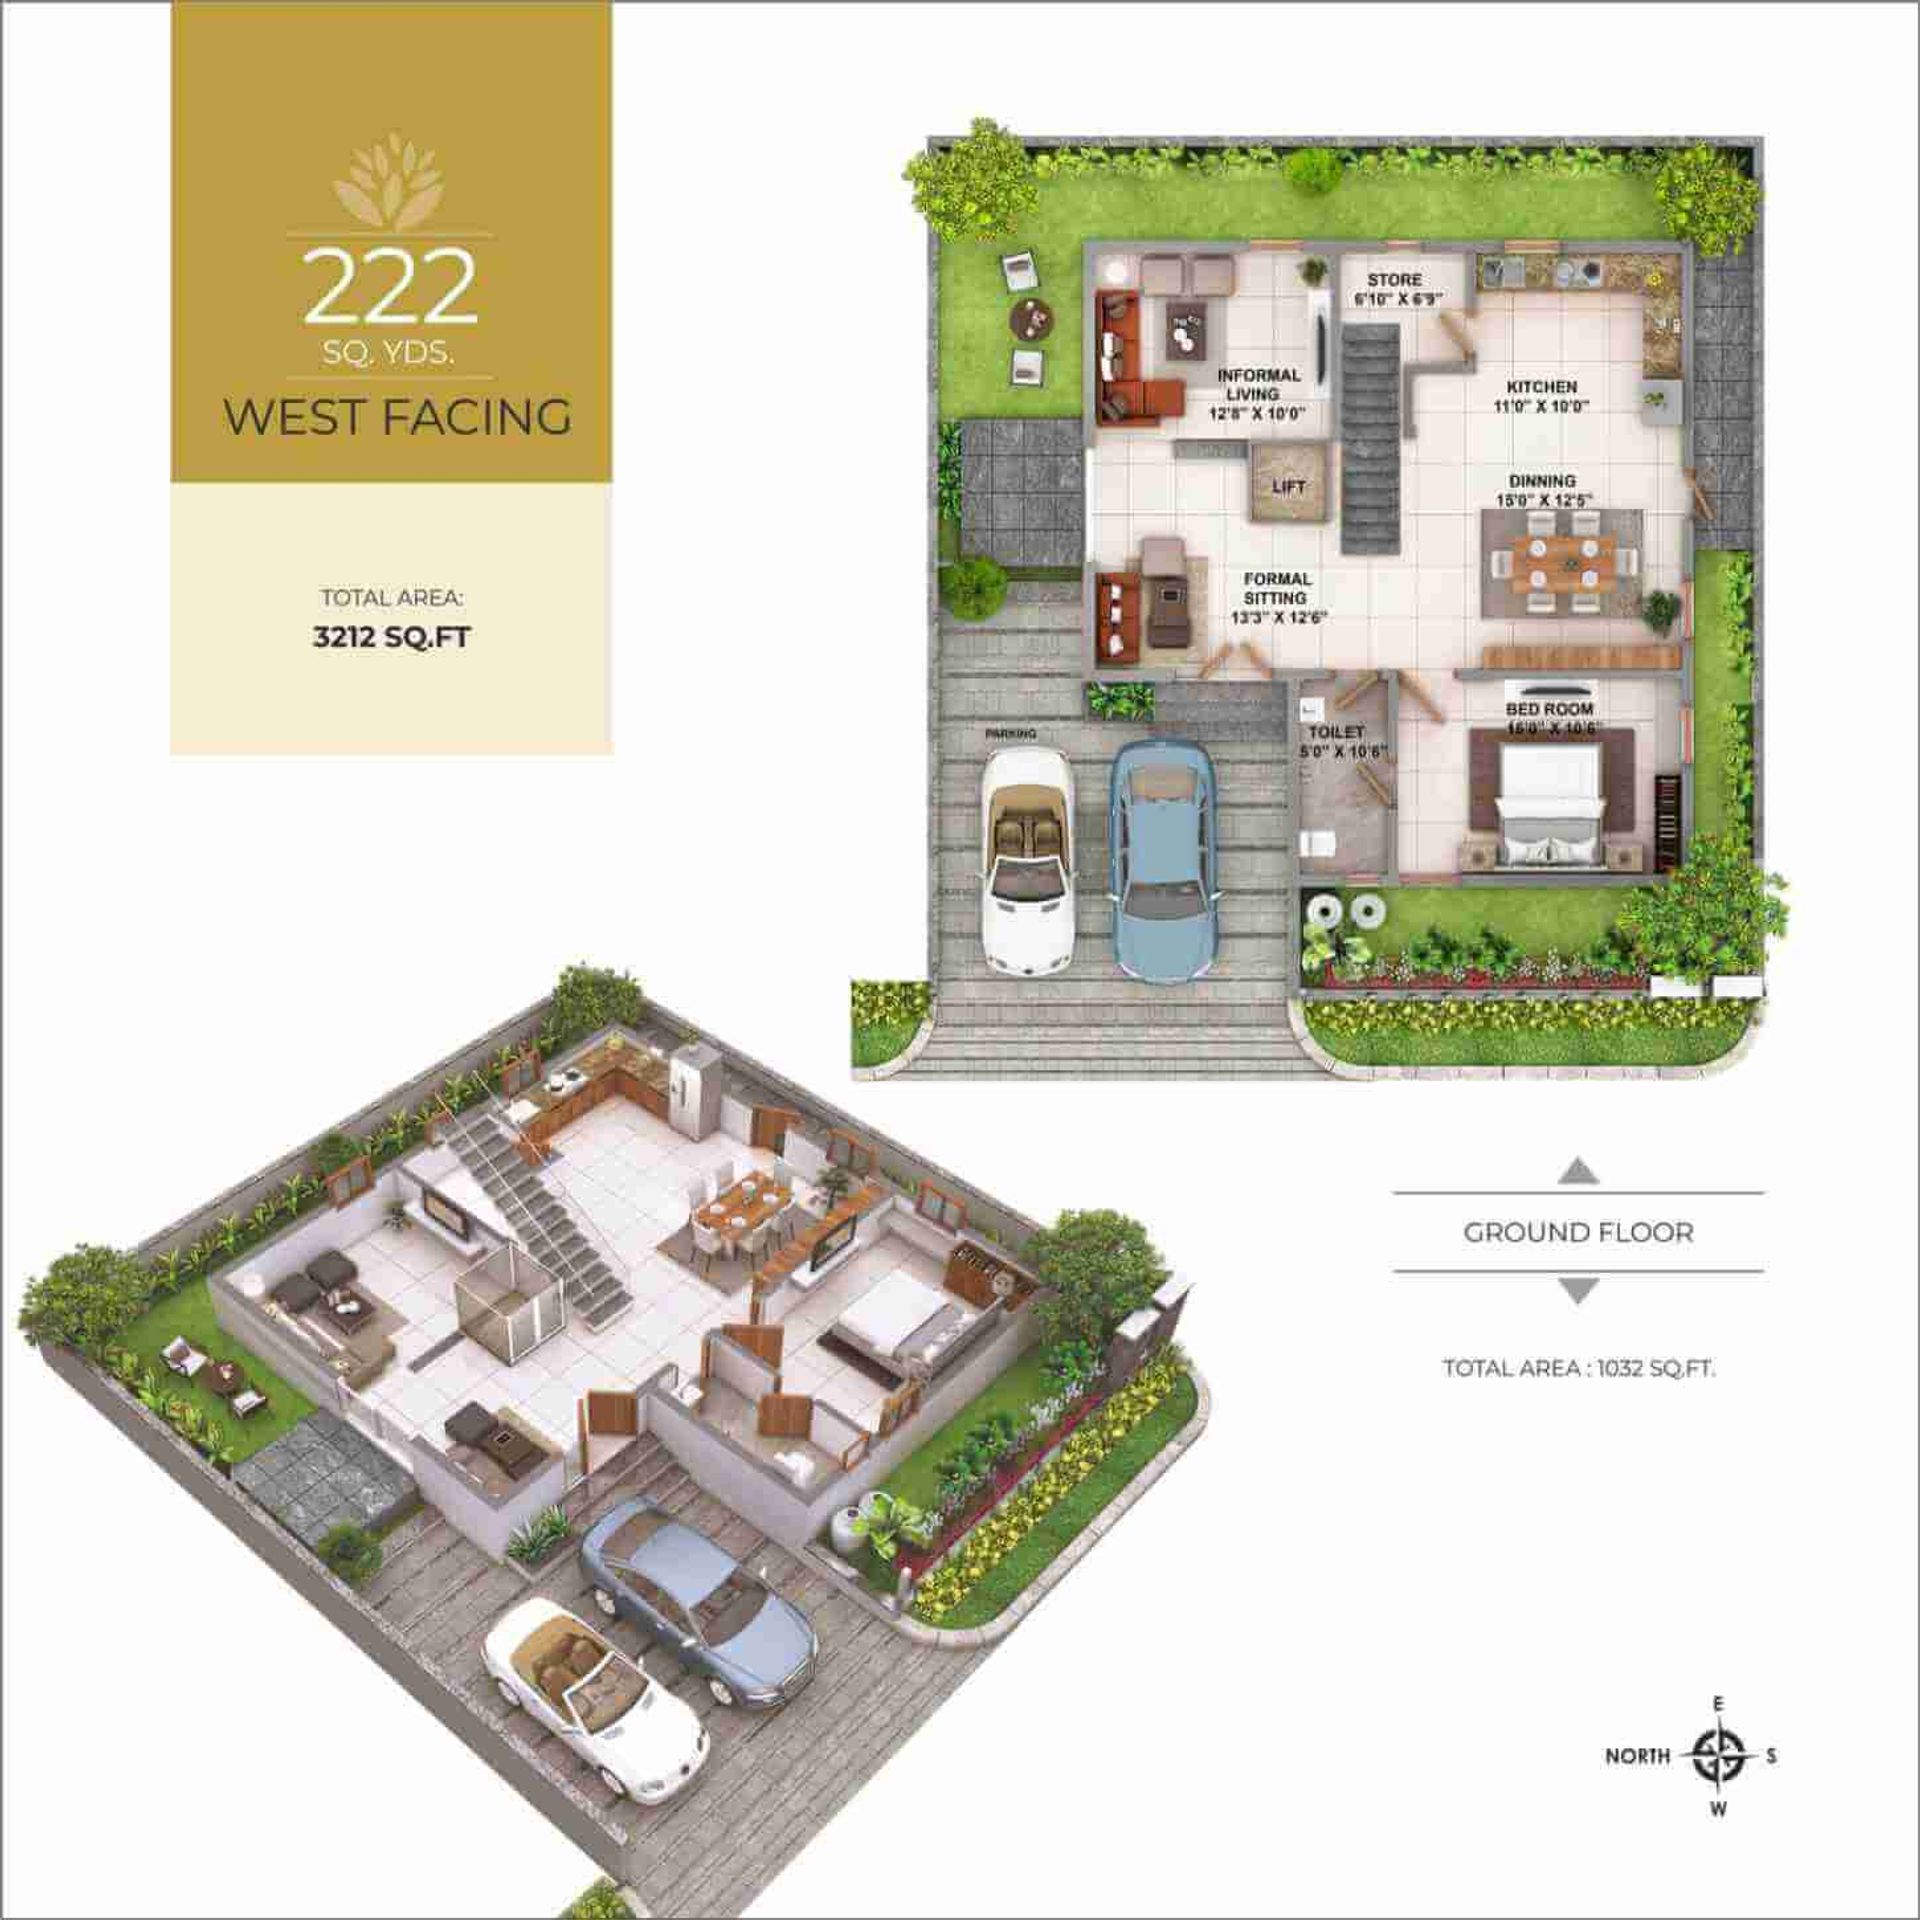 222
SQ. YDS.
WEST FACING
TOTAL AREA:
3212 SQ.FT
STORE
6'10" X 6'9"
INFORMAL
LIVING
12'8" X 10'0"
KITCHEN
11'0" X 10'0"
LIFT
DINNING
15'0" X 12'5"
FORMAL
SITTING
13'3" X 12'6"
PARKING
TOILET
5'0" X 10'6"
BED ROOM
15'0" X 10'6"
GROUND FLOOR
TOTAL AREA : 1032 SQ.FT.
E
NORTH S
W